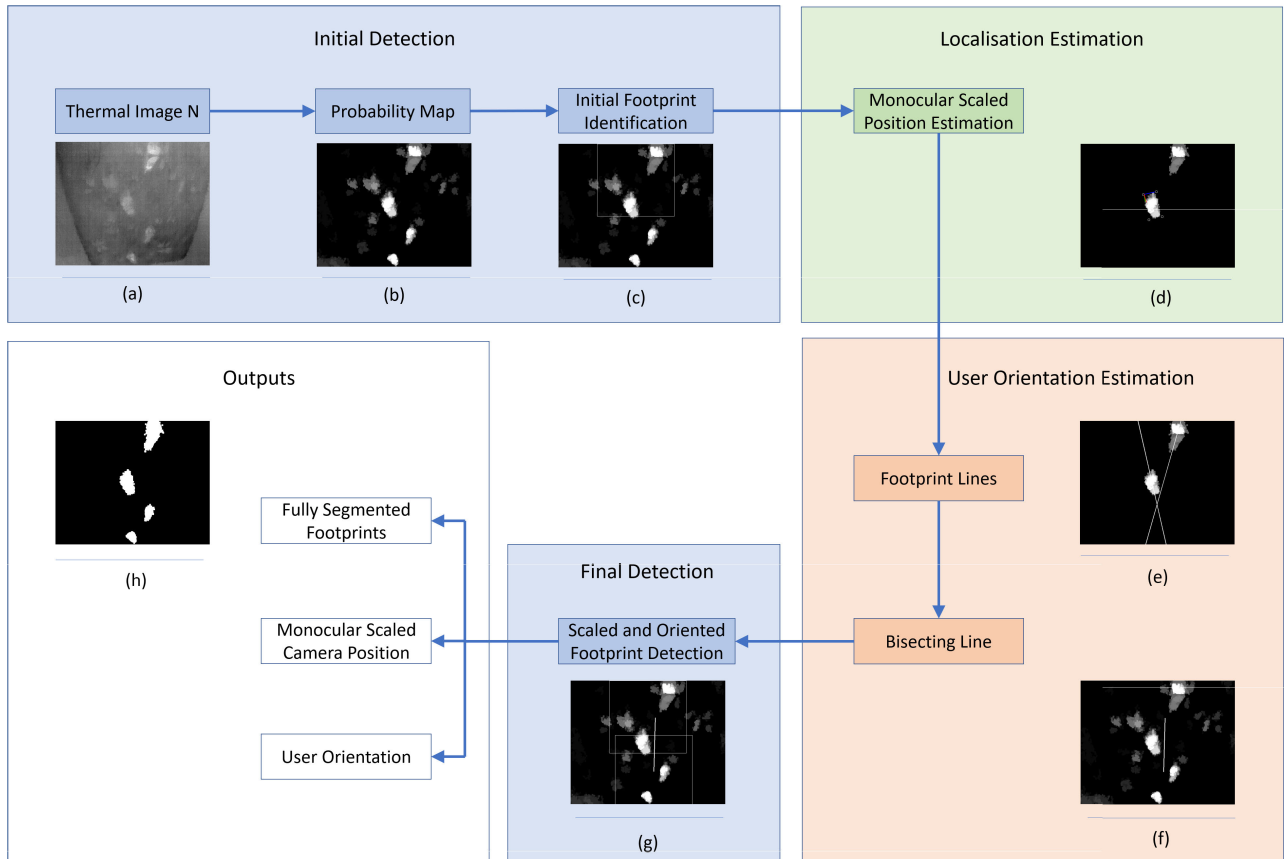 Initial Detection
Thermal Image N
Probability Map
Initial Footprint
Identification
(a)
(b)
(c)
Localisation Estimation
Monocular Scaled
Position Estimation
(d)
User Orientation Estimation
Footprint Lines
(e)
Bisecting Line
(f)
Final Detection
Scaled and Oriented
Footprint Detection
(g)
Outputs
(h)
Fully Segmented
Footprints
Monocular Scaled
Camera Position
User Orientation